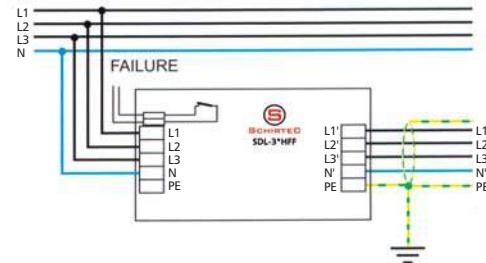 L1
L2
L3
N
FAILURE
S
SCHIRTEC
SDL-3*HFF
L1
L2
L3
N
PE
L1'
L2'
L3'
N'
PE
L1
L2
L3
N'
PE